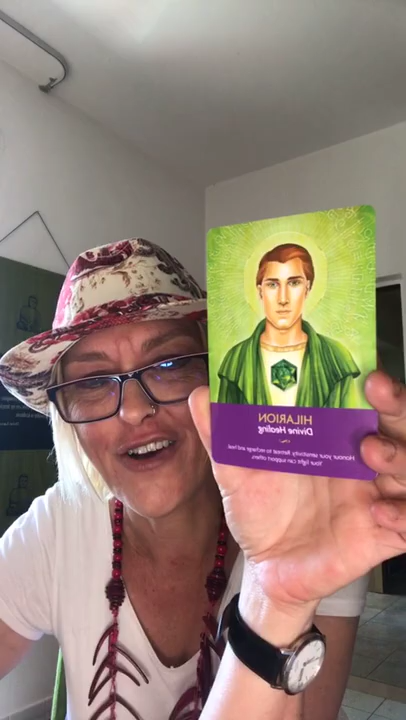 HILARION
Divine Healing
Honour your sensitivity. Retreat to recharge and heal.
Your light can support others.